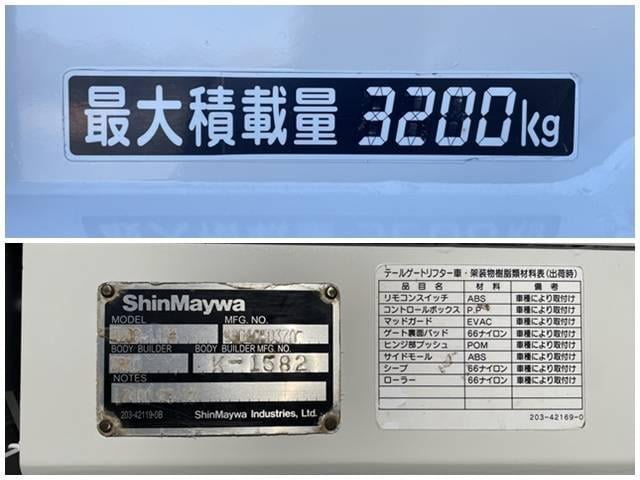 最大積載量 3200kg
ShinMaywa
MODEL MFG. NO.
BODY BUILDER BODY BUILDER MFG. NO.
K-1582
NOTES
203-42119-0B ShinMaywa Industries, Ltd.
テールゲートリフター車・架装物樹脂類材料表(出荷時)
品 目 名 材 料 備 考
リモコンスイッチ ABS 車種により取付け
コントロールボックス P.P 車種により取付け
マッドガード EVAC 車種により取付け
ゲート裏面パッド 66ナイロン 車種により取付け
ヒンジ部ブッシュ POM 車種により取付け
サイドモール ABS 車種により取付け
シーブ 66ナイロン 車種により取付け
ローラー 66ナイロン 車種により取付け
203-42169-0